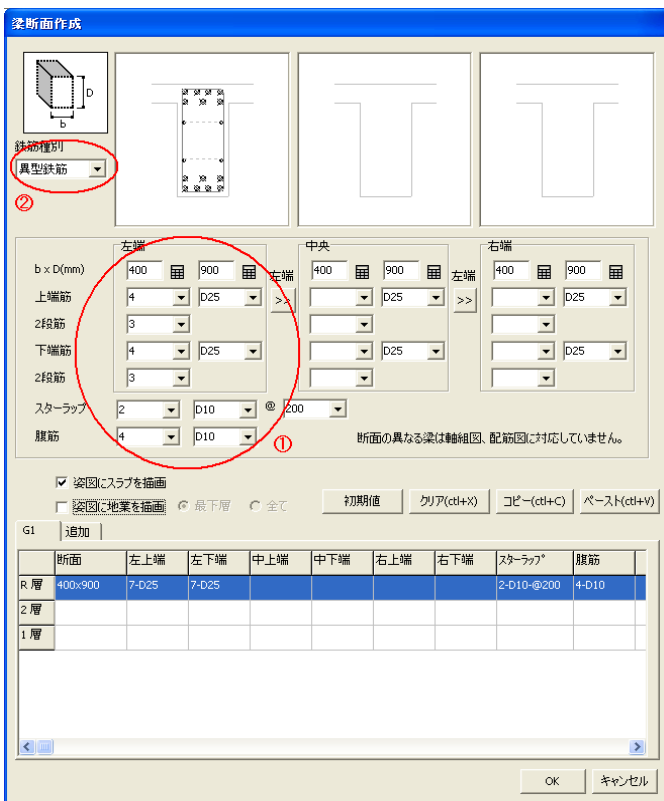 梁断面作成
D
b
鉄筋種別
異型鉄筋
②
左端 中央 右端
b x D(mm) 400 900 左端 400 900 左端 400 900
上端筋 4 D25 >> D25 >> D25
2段筋 3
下端筋 4 D25 D25 D25
2段筋 3
スターラップ 2 D10 @ 200
腹筋 4 D10 ① 断面の異なる梁は軸組図、配筋図に対応していません。
姿図にスラブを描画
姿図に地業を描画 最下層 全て 初期値 クリア(ctl+X) コピー(ctl+C) ペースト(ctl+V)
G1 追加
断面 左上端 左下端 中上端 中下端 右上端 右下端 スターラップ 腹筋
R 層 400x900 7-D25 7-D25 2-D10-@200 4-D10
2 層
1 層
OK キャンセル